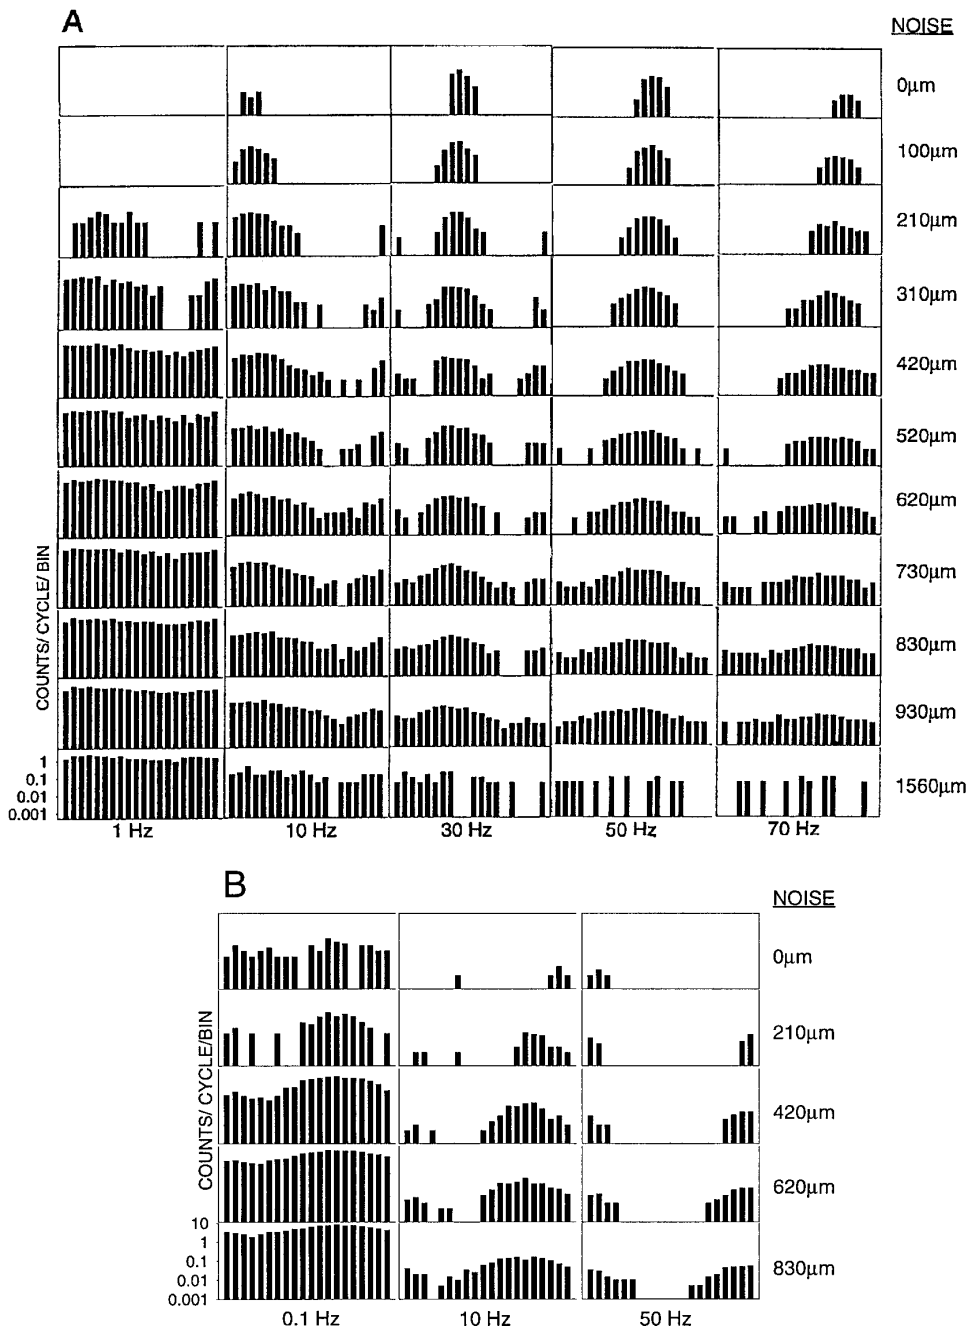 A
NOISE
0μm
100μm
210μm
310μm
420μm
520μm
620μm
730μm
830μm
930μm
1560μm
COUNTS/ CYCLE/ BIN
1
0.1
0.01
0.001
1 Hz
10 Hz
30 Hz
50 Hz
70 Hz
B
NOISE
0μm
210μm
420μm
620μm
830μm
COUNTS/ CYCLE/BIN
10
1
0.1
0.01
0.001
0.1 Hz
10 Hz
50 Hz